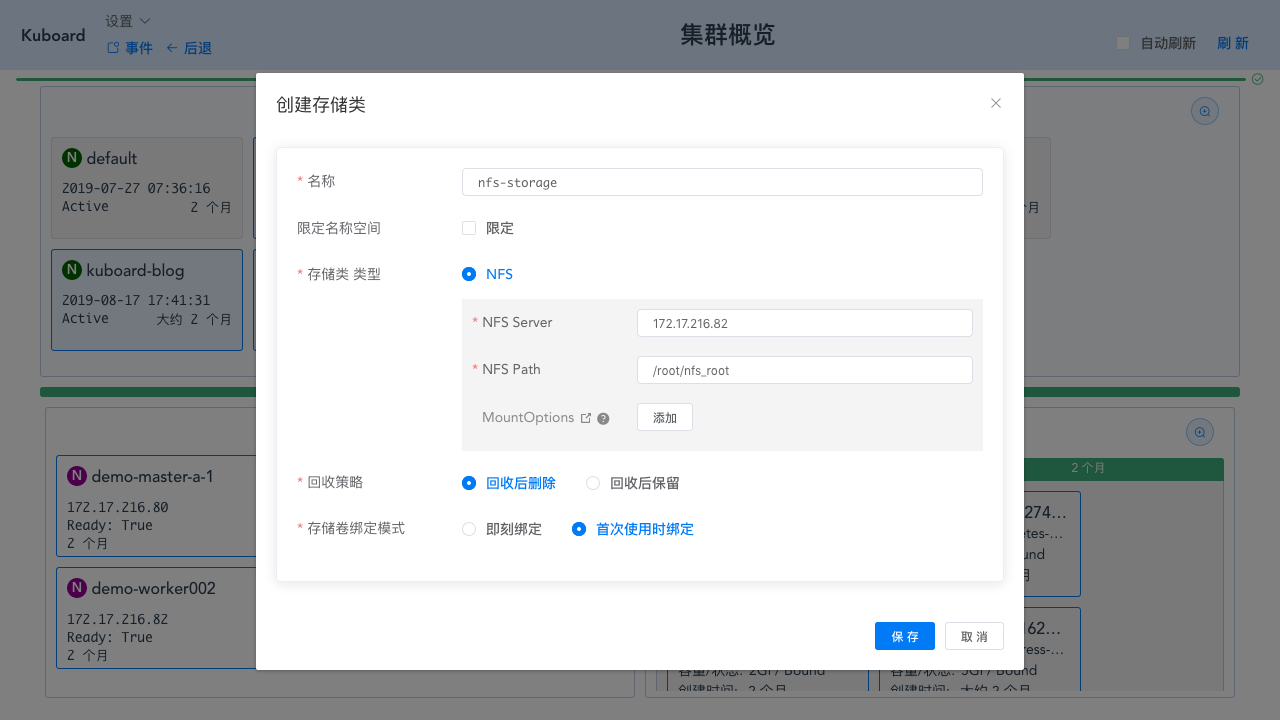 Kuboard
设置
事件
后退
集群概览
自动刷新
刷 新
创建存储类
N default
2019-07-27 07:36:16
Active
2 个月
个月
N kuboard-blog
2019-08-17 17:41:31
Active
大约 2 个月
* 名称
nfs-storage
限定名称空间
限定
* 存储类 类型
NFS
* NFS Server
172.17.216.82
* NFS Path
/root/nfs_root
MountOptions
添加
* 回收策略
回收后删除
回收后保留
* 存储卷绑定模式
即刻绑定
首次使用时绑定
保 存
取 消
N demo-master-a-1
172.17.216.80
Ready: True
2 个月
N demo-worker002
172.17.216.82
Ready: True
2 个月
2 个月
274...
etes-...
und
月
162...
ress-...
容量/状态: 2Gi / Bound
创建时间: 2 个月
容量/状态: 5Gi / Bound
创建时间: 大约 2 个月